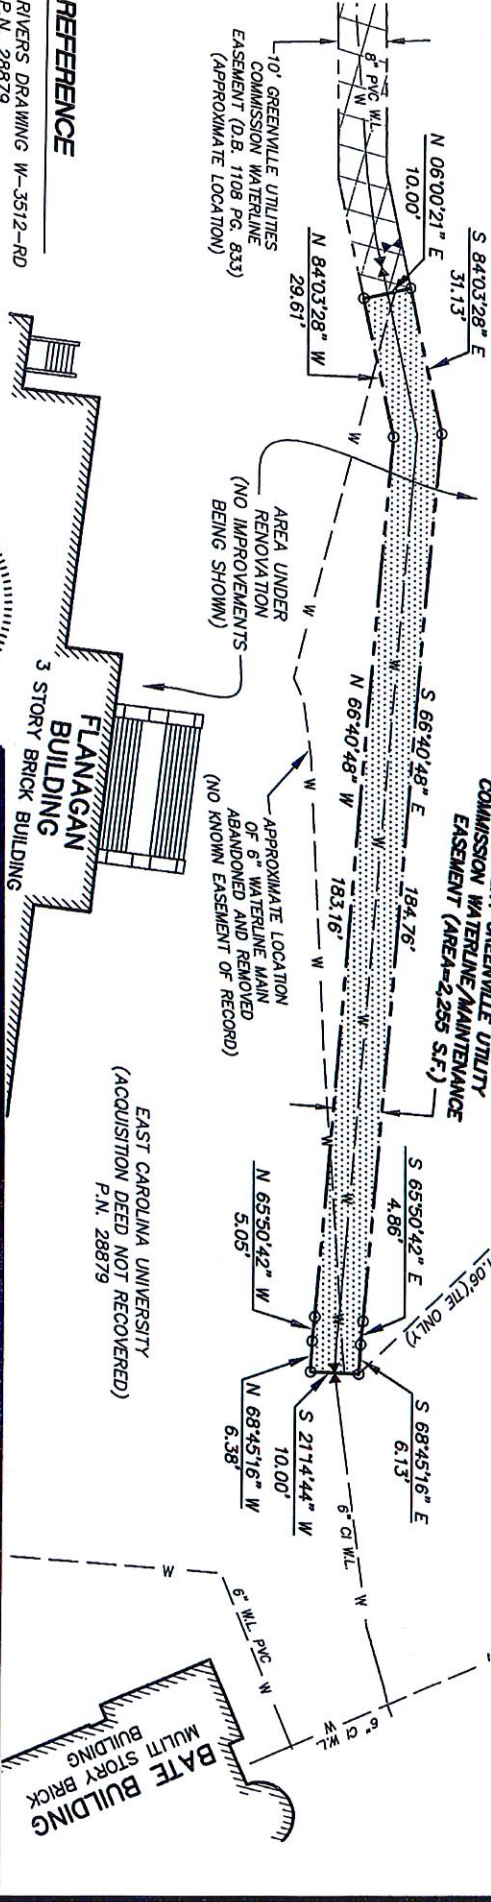 REFERENCE
RIVERS DRAWING W-3512-RD
P.N. 28879
10' GREENVILLE UTILITIES
COMMISSION WATERLINE
EASEMENT (D.B. 1108 PG. 833)
(APPROXIMATE LOCATION)
8" PVC W.L.
W
N 06°00'21" E
10.00'
S 84°03'28" E
31.13'
N 84°03'28" W
29.61'
W
AREA UNDER
RENOVATION
(NO IMPROVEMENTS
BEING SHOWN)
W
W
W
FLANAGAN
BUILDING
3 STORY BRICK BUILDING
S 66°40'48" E
184.76'
N 66°40'48" W
183.16'
W
W
W
APPROXIMATE LOCATION
OF 6" WATERLINE MAIN
ABANDONED AND REMOVED
(NO KNOWN EASEMENT OF RECORD)
GREENVILLE UTILITY
COMMISSION WATERLINE/MAINTENANCE
EASEMENT (AREA=2,255 S.F.)
W
W
W
W
EAST CAROLINA UNIVERSITY
(ACQUISITION DEED NOT RECOVERED)
P.N. 28879
S 65°50'42" E
4.86'
N 65°50'42" W
5.05'
.06'(TIE ONLY)
S 68°45'16" E
6.13'
S 21°14'44" W
10.00'
N 68°45'16" W
6.38'
6" CI W.L.
W
W
6" W.L. PVC
W
6" CI W.L.
W
BATE BUILDING
MULTI STORY BRICK
BUILDING